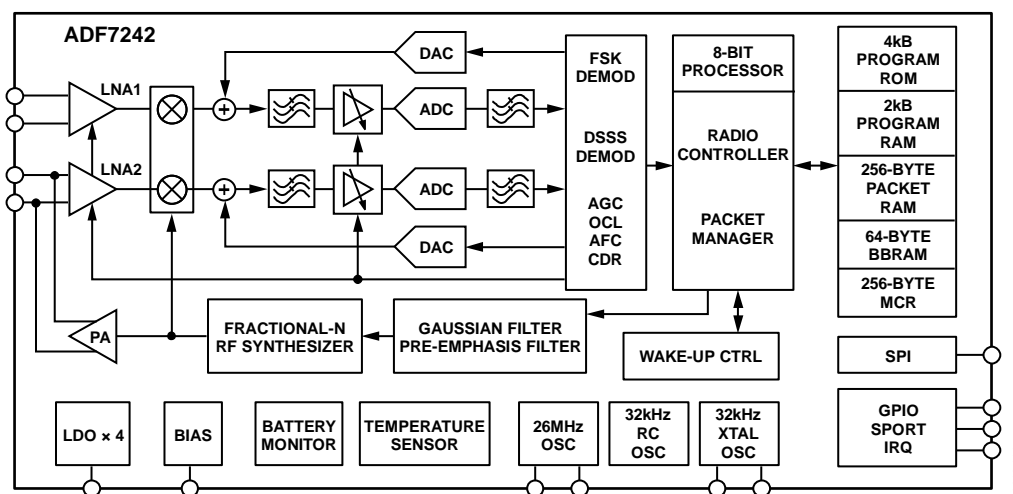 ADF7242
LNA1
LNA2
DAC
ADC
ADC
DAC
FSK
DEMOD
DSSS
DEMOD
AGC
OCL
AFC
CDR
8-BIT
PROCESSOR
RADIO
CONTROLLER
PACKET
MANAGER
4kB
PROGRAM
ROM
2kB
PROGRAM
RAM
256-BYTE
PACKET
RAM
64-BYTE
BBRAM
256-BYTE
MCR
PA
FRACTIONAL-N
RF SYNTHESIZER
GAUSSIAN FILTER
PRE-EMPHASIS FILTER
WAKE-UP CTRL
SPI
GPIO
SPORT
IRQ
LDO × 4
BIAS
BATTERY
MONITOR
TEMPERATURE
SENSOR
26MHz
OSC
32kHz
RC
OSC
32kHz
XTAL
OSC